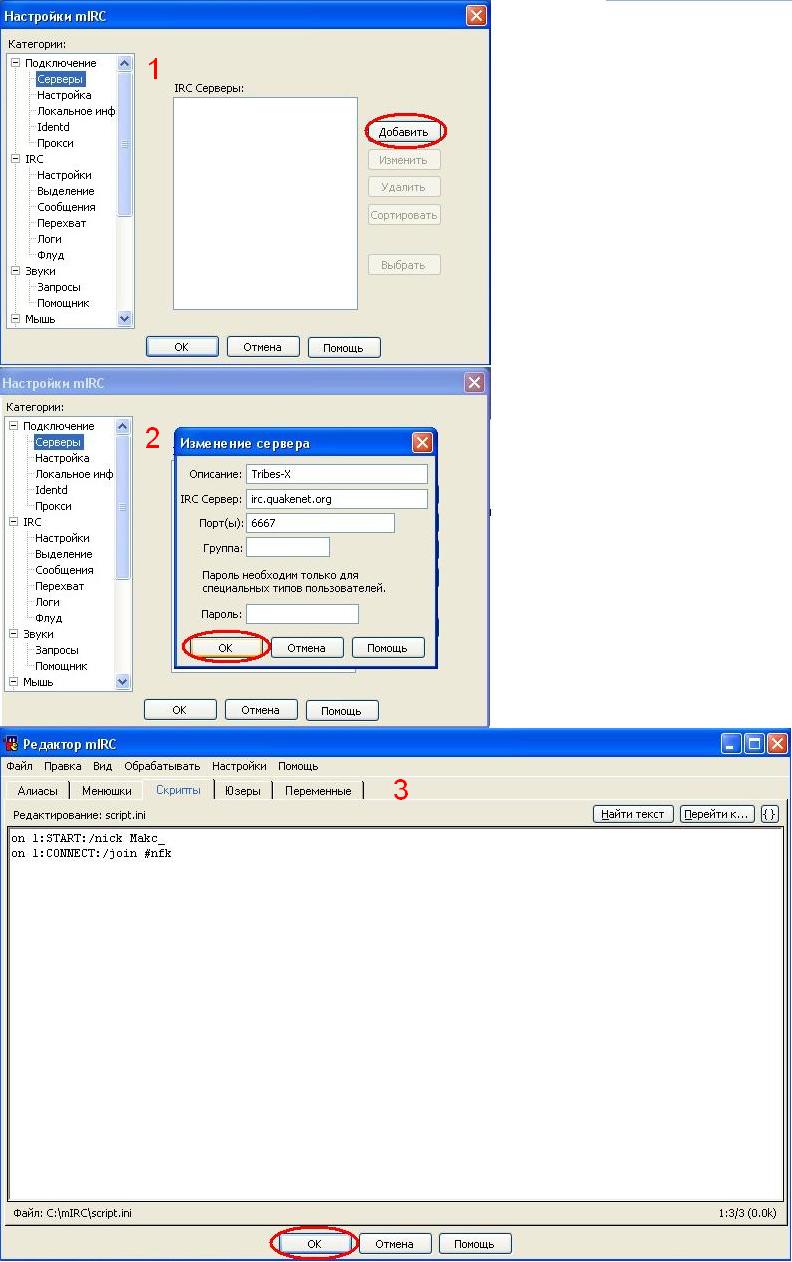 Настройки mIRC
Категории:
1
Подключение
Серверы
Настройка
Локальное инф
Identd
Прокси
IRC
Настройки
Выделение
Сообщения
Перехват
Логи
Флуд
Звуки
Запросы
Помощник
Мышь
IRC Серверы:
Добавить
Изменить
Удалить
Сортировать
Выбрать
ОК Отмена Помощь
Настройки mIRC
Категории:
2
Подключение
Серверы
Настройка
Локальное инф
Identd
Прокси
IRC
Настройки
Выделение
Сообщения
Перехват
Логи
Флуд
Звуки
Запросы
Помощник
Мышь
Изменение сервера
Описание: Tribes-X
IRC Сервер: irc.quakenet.org
Порт(ы): 6667
Группа:
Пароль необходим только для
специальных типов пользователей.
Пароль:
ОК Отмена Помощь
ОК Отмена Помощь
Редактор mIRC
Файл Правка Вид Обрабатывать Настройки Помощь
Алиасы Менюшки Скрипты Юзеры Переменные 3
Редактирование: script.ini Найти текст Перейти к... {}
on 1:START:/nick Makc_
on 1:CONNECT:/join #nfk
Файл: C:\mIRC\script.ini 1:3/3 (0.0k)
ОК Отмена Помощь